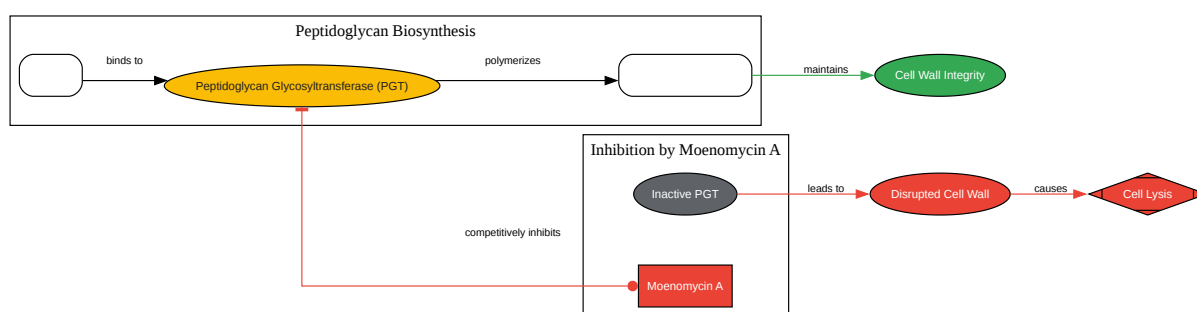 Peptidoglycan Biosynthesis
binds to
Peptidoglycan Glycosyltransferase (PGT)
polymerizes
maintains
Cell Wall Integrity
Inhibition by Moenomycin A
Inactive PGT
leads to
Disrupted Cell Wall
causes
Cell Lysis
competitively inhibits
Moenomycin A